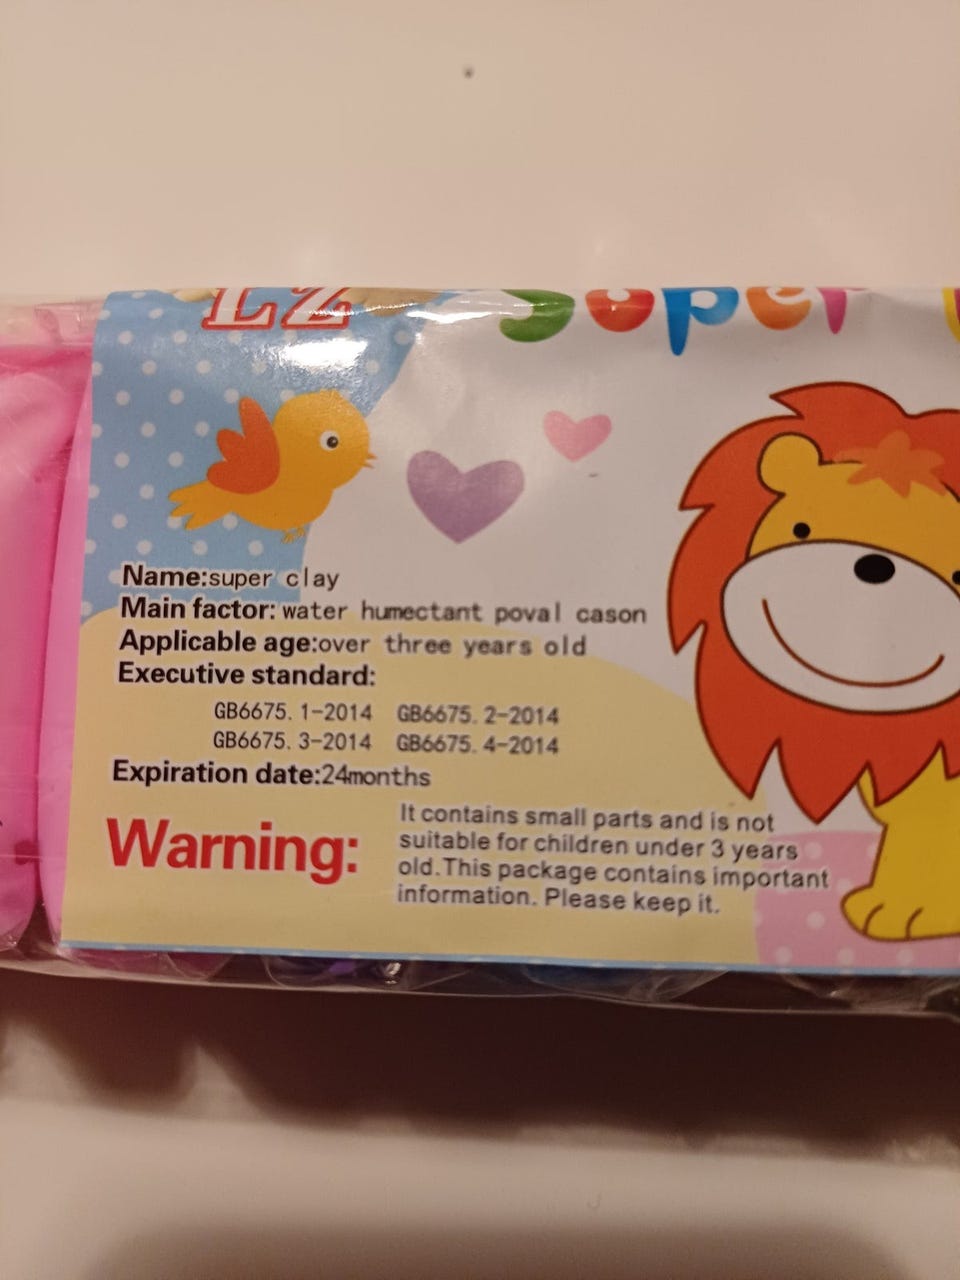 LZ Super
Name:super clay
Main factor: water humectant poval cason
Applicable age:over three years old
Executive standard:
GB6675.1-2014 GB6675.2-2014
GB6675.3-2014 GB6675.4-2014
Expiration date:24months
Warning:
It contains small parts and is not
suitable for children under 3 years
old.This package contains important
information. Please keep it.